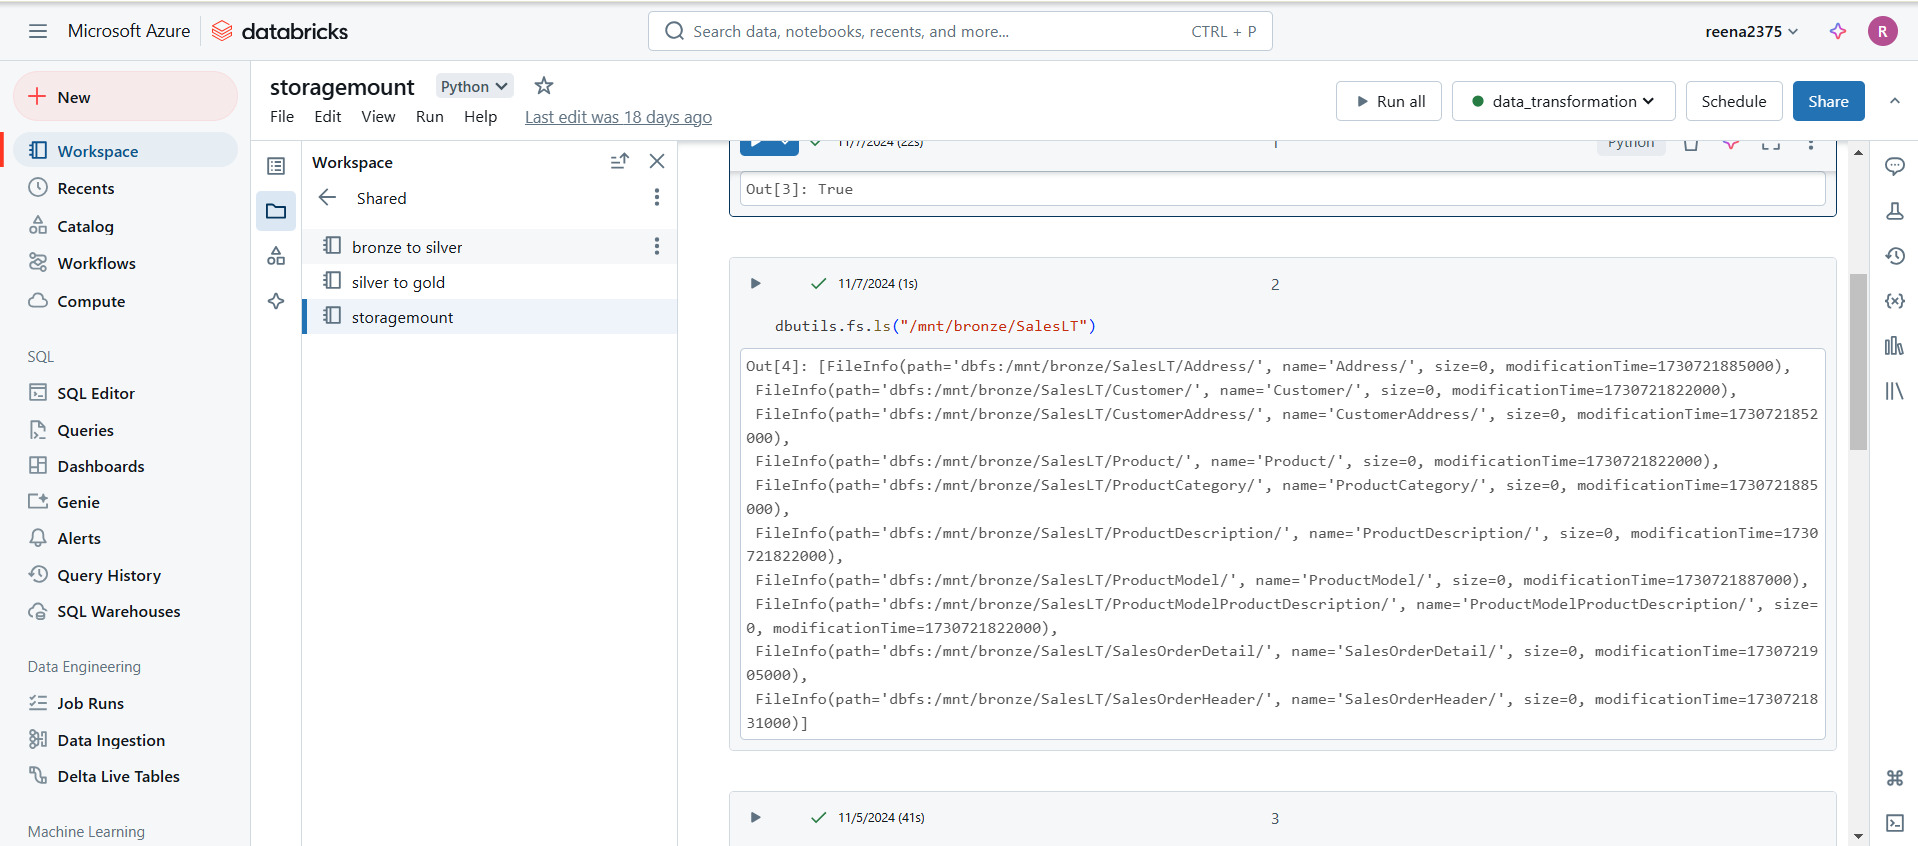 Microsoft Azure databricks Search data, notebooks, recents, and more... CTRL + P reena2375 R
New
Workspace
Recents
Catalog
Workflows
Compute
SQL
SQL Editor
Queries
Dashboards
Genie
Alerts
Query History
SQL Warehouses
Data Engineering
Job Runs
Data Ingestion
Delta Live Tables
Machine Learning
storagemount Python
File Edit View Run Help Last edit was 18 days ago
Run all data_transformation Schedule Share
Workspace
Shared
bronze to silver
silver to gold
storagemount
11/7/2024 (22s) 1 Python
Out[3]: True
11/7/2024 (1s) 2
dbutils.fs.ls("/mnt/bronze/SalesLT")
Out[4]: [FileInfo(path='dbfs:/mnt/bronze/SalesLT/Address/', name='Address/', size=0, modificationTime=1730721885000),
FileInfo(path='dbfs:/mnt/bronze/SalesLT/Customer/', name='Customer/', size=0, modificationTime=1730721822000),
FileInfo(path='dbfs:/mnt/bronze/SalesLT/CustomerAddress/', name='CustomerAddress/', size=0, modificationTime=1730721852
000),
FileInfo(path='dbfs:/mnt/bronze/SalesLT/Product/', name='Product/', size=0, modificationTime=1730721822000),
FileInfo(path='dbfs:/mnt/bronze/SalesLT/ProductCategory/', name='ProductCategory/', size=0, modificationTime=1730721885
000),
FileInfo(path='dbfs:/mnt/bronze/SalesLT/ProductDescription/', name='ProductDescription/', size=0, modificationTime=1730
721822000),
FileInfo(path='dbfs:/mnt/bronze/SalesLT/ProductModel/', name='ProductModel/', size=0, modificationTime=1730721887000),
FileInfo(path='dbfs:/mnt/bronze/SalesLT/ProductModelProductDescription/', name='ProductModelProductDescription/', size=
0, modificationTime=1730721822000),
FileInfo(path='dbfs:/mnt/bronze/SalesLT/SalesOrderDetail/', name='SalesOrderDetail/', size=0, modificationTime=17307219
05000),
FileInfo(path='dbfs:/mnt/bronze/SalesLT/SalesOrderHeader/', name='SalesOrderHeader/', size=0, modificationTime=17307218
31000)]
11/5/2024 (41s) 3